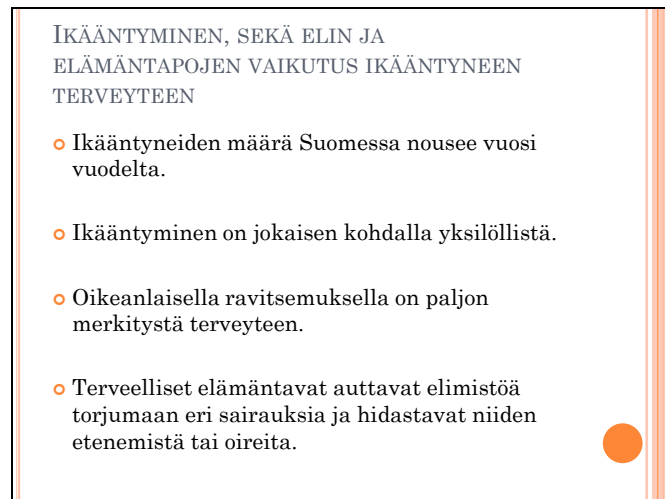 IKÄÄNTYMINEN, SEKÄ ELIN JA
ELÄMÄNTAPOJEN VAIKUTUS IKÄÄNTYNEEN
TERVEYTEEN
Ikääntyneiden määrä Suomessa nousee vuosi
vuodelta.
Ikääntyminen on jokaisen kohdalla yksilöllistä.
Oikeanlaisella ravitsemuksella on paljon
merkitystä terveyteen.
Terveelliset elämäntavat auttavat elimistöä
torjumaan eri sairauksia ja hidastavat niiden
etenemistä tai oireita.